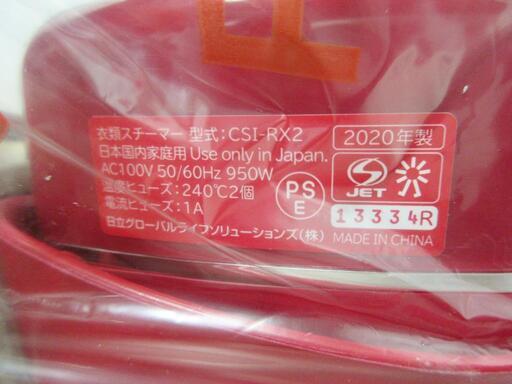 衣類スチーマー 型式:CSI-RX2
日本国内家庭用 Use only in Japan.
AC100V 50/60Hz 950W
温度ヒューズ:240℃2個
電流ヒューズ:1A
日立グローバルライフソリューションズ(株)
PS
E
2020年製
S
JET
13334R
MADE IN CHINA